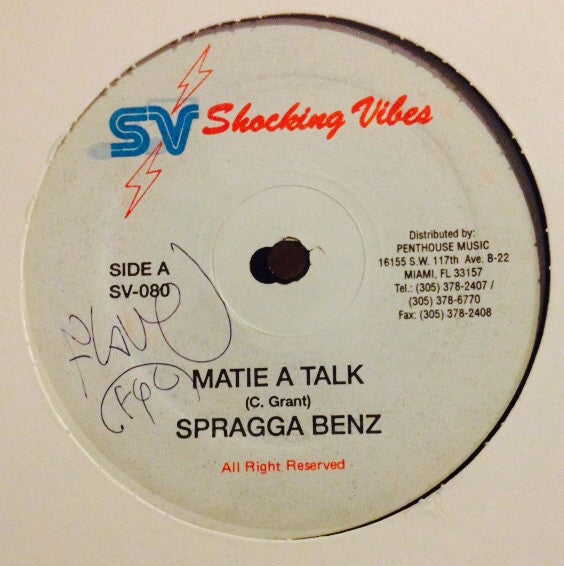 SV Shocking Vibes
Distributed by:
PENTHOUSE MUSIC
16155 S.W. 117th Ave. B-22
MIAMI, FL 33157
Tel.: (305) 378-2407 /
(305) 378-6770
Fax: (305) 378-2408
SIDE A
SV-080
MATIE A TALK
(C. Grant)
SPRAGGA BENZ
All Right Reserved